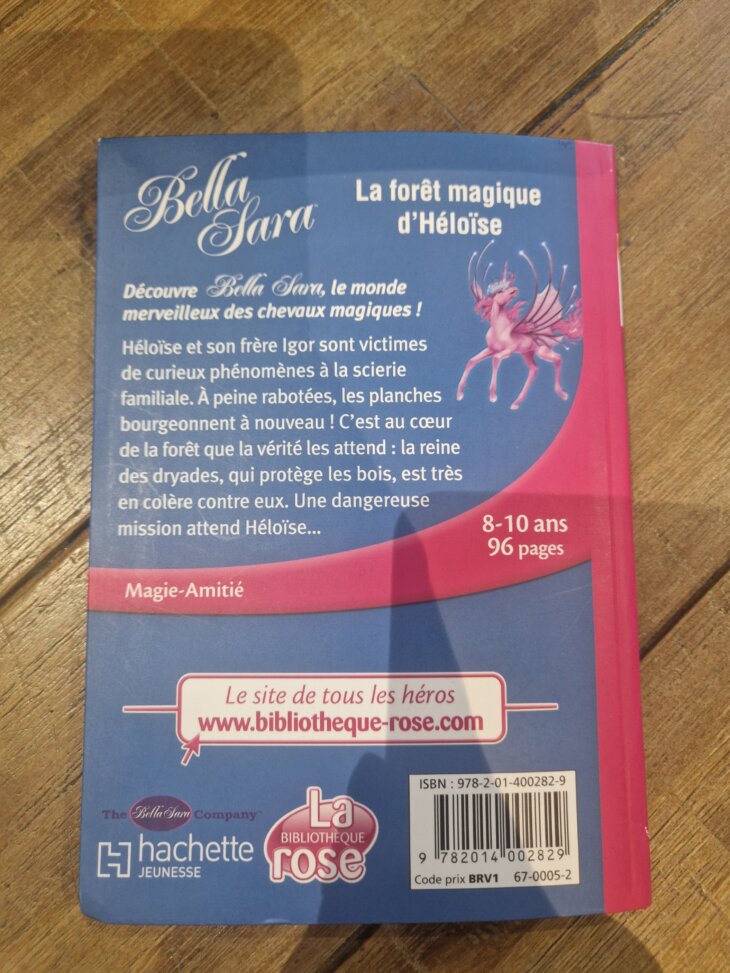 Bella Sara™
La forêt magique
d'Héloïse
Découvre Bella Sara, le monde
merveilleux des chevaux magiques !
Héloïse et son frère Igor sont victimes
de curieux phénomènes à la scierie
familiale. À peine rabotées, les planches
bourgeonnent à nouveau ! C'est au cœur
de la forêt que la vérité les attend : la reine
des dryades, qui protège les bois, est très
en colère contre eux. Une dangereuse
mission attend Héloïse...
8-10 ans
96 pages
Magie-Amitié
Le site de tous les héros
www.bibliotheque-rose.com
The Bella Sara Company™
hachette
JEUNESSE
La
BIBLIOTHÈQUE
rose
ISBN : 978-2-01-400282-9
9 782014 002829
Code prix BRV1 67-0005-2